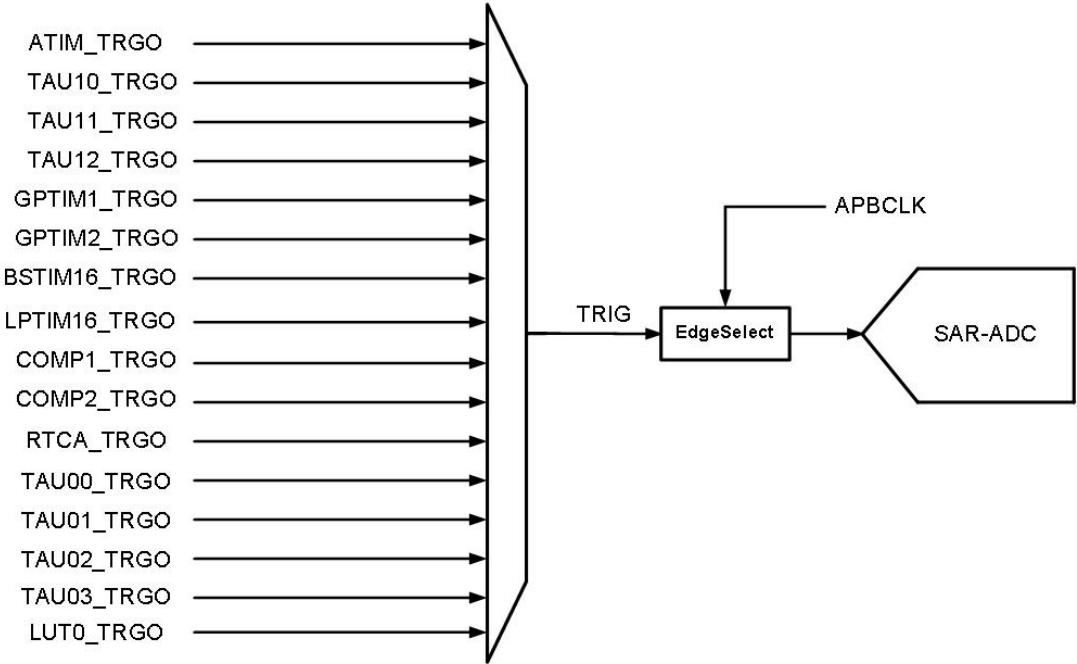 ATIM_TRGO
TAU10_TRGO
TAU11_TRGO
TAU12_TRGO
GPTIM1_TRGO
GPTIM2_TRGO
BSTIM16_TRGO
LPTIM16_TRGO
COMP1_TRGO
COMP2_TRGO
RTCA_TRGO
TAU00_TRGO
TAU01_TRGO
TAU02_TRGO
TAU03_TRGO
LUT0_TRGO
TRIG
APBCLK
EdgeSelect
SAR-ADC